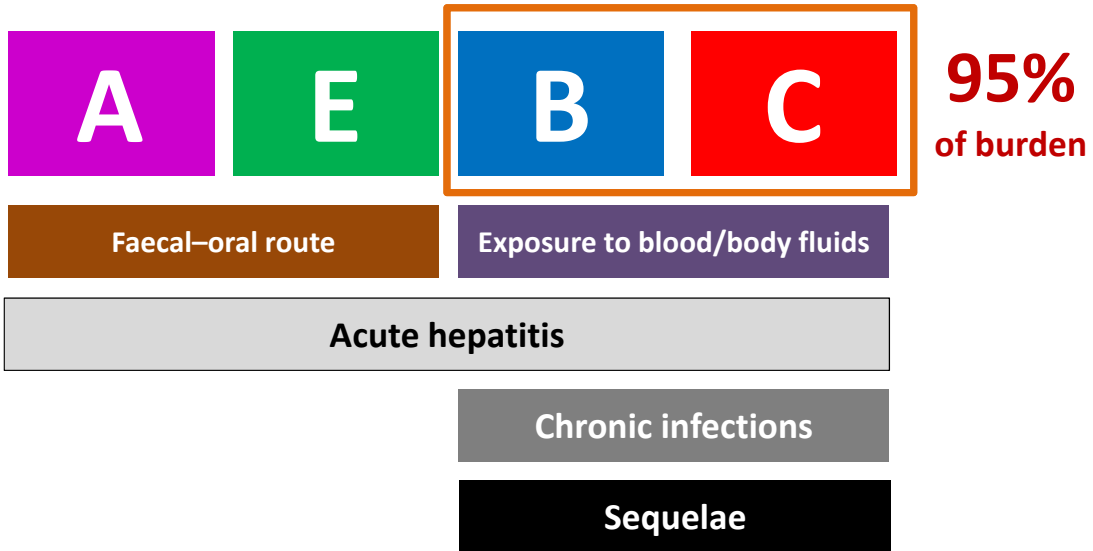 A
E
B
C
95%
of burden
Faecal–oral route
Exposure to blood/body fluids
Acute hepatitis
Chronic infections
Sequelae